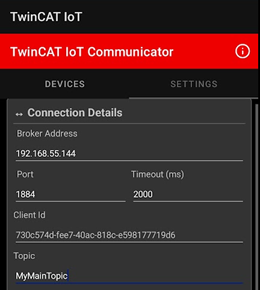 TwinCAT IoT
TwinCAT IoT Communicator
DEVICES SETTINGS
Connection Details
Broker Address
192.168.55.144
Port Timeout (ms)
1884 2000
Client Id
730c574d-fee7-40ac-818c-e598177719d6
Topic
MyMainTopic